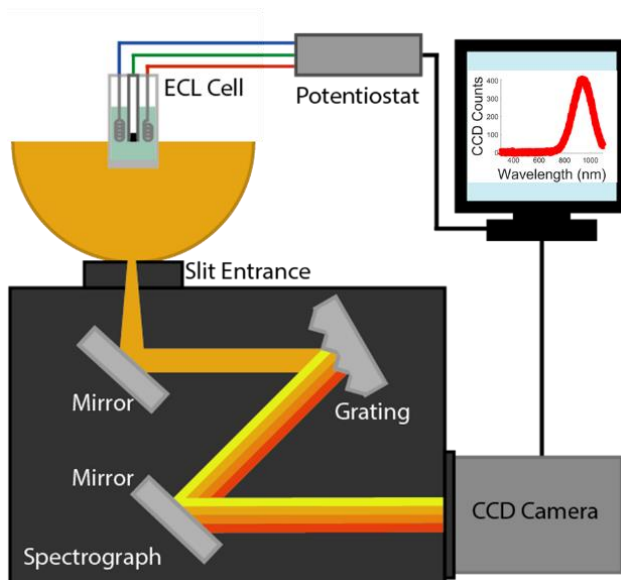 ECL Cell
Potentiostat
CCD Counts
400
300
200
100
0
400 600 800 1000
Wavelength (nm)
Slit Entrance
Mirror
Grating
Mirror
Spectrograph
CCD Camera